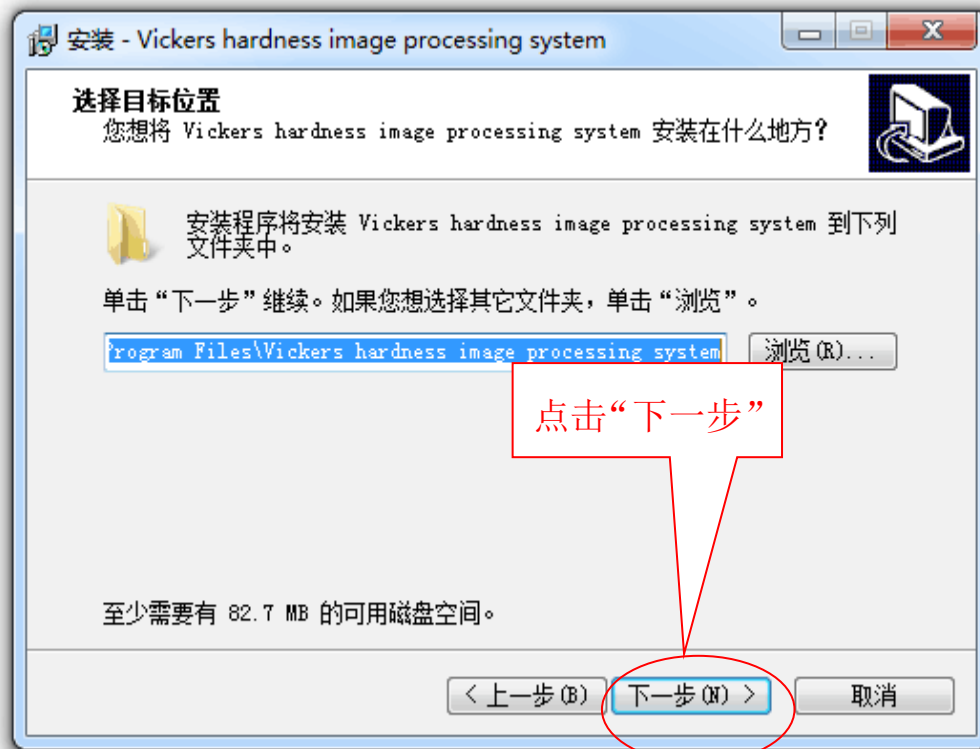 安装 - Vickers hardness image processing system
选择目标位置
您想将 Vickers hardness image processing system 安装在什么地方?
安装程序将安装 Vickers hardness image processing system 到下列
文件夹中。
单击“下一步”继续。如果您想选择其它文件夹，单击“浏览”。
Program Files\Vickers hardness image processing system
浏览(R)...
点击“下一步”
至少需要有 82.7 MB 的可用磁盘空间。
< 上一步(B)
下一步(N) >
取消